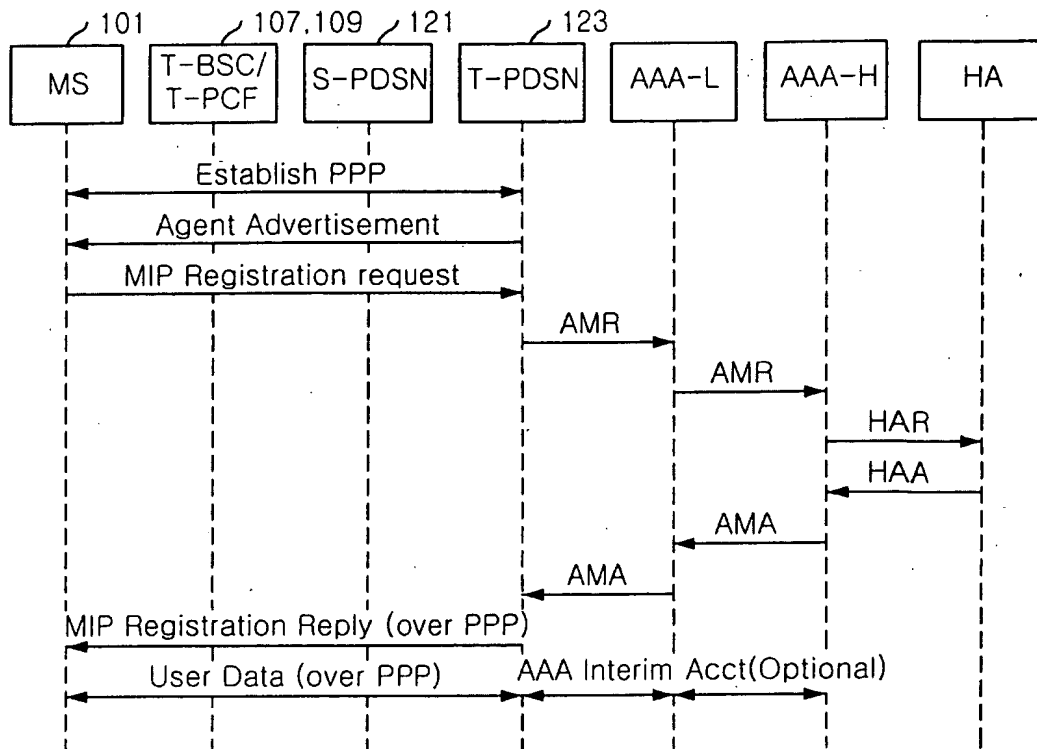 101
107,109
121
123
MS
T-BSC/
T-PCF
S-PDSN
T-PDSN
AAA-L
AAA-H
HA
Establish PPP
Agent Advertisement
MIP Registration request
AMR
AMR
HAR
HAA
AMA
AMA
MIP Registration Reply (over PPP)
User Data (over PPP)
AAA Interim Acct(Optional)